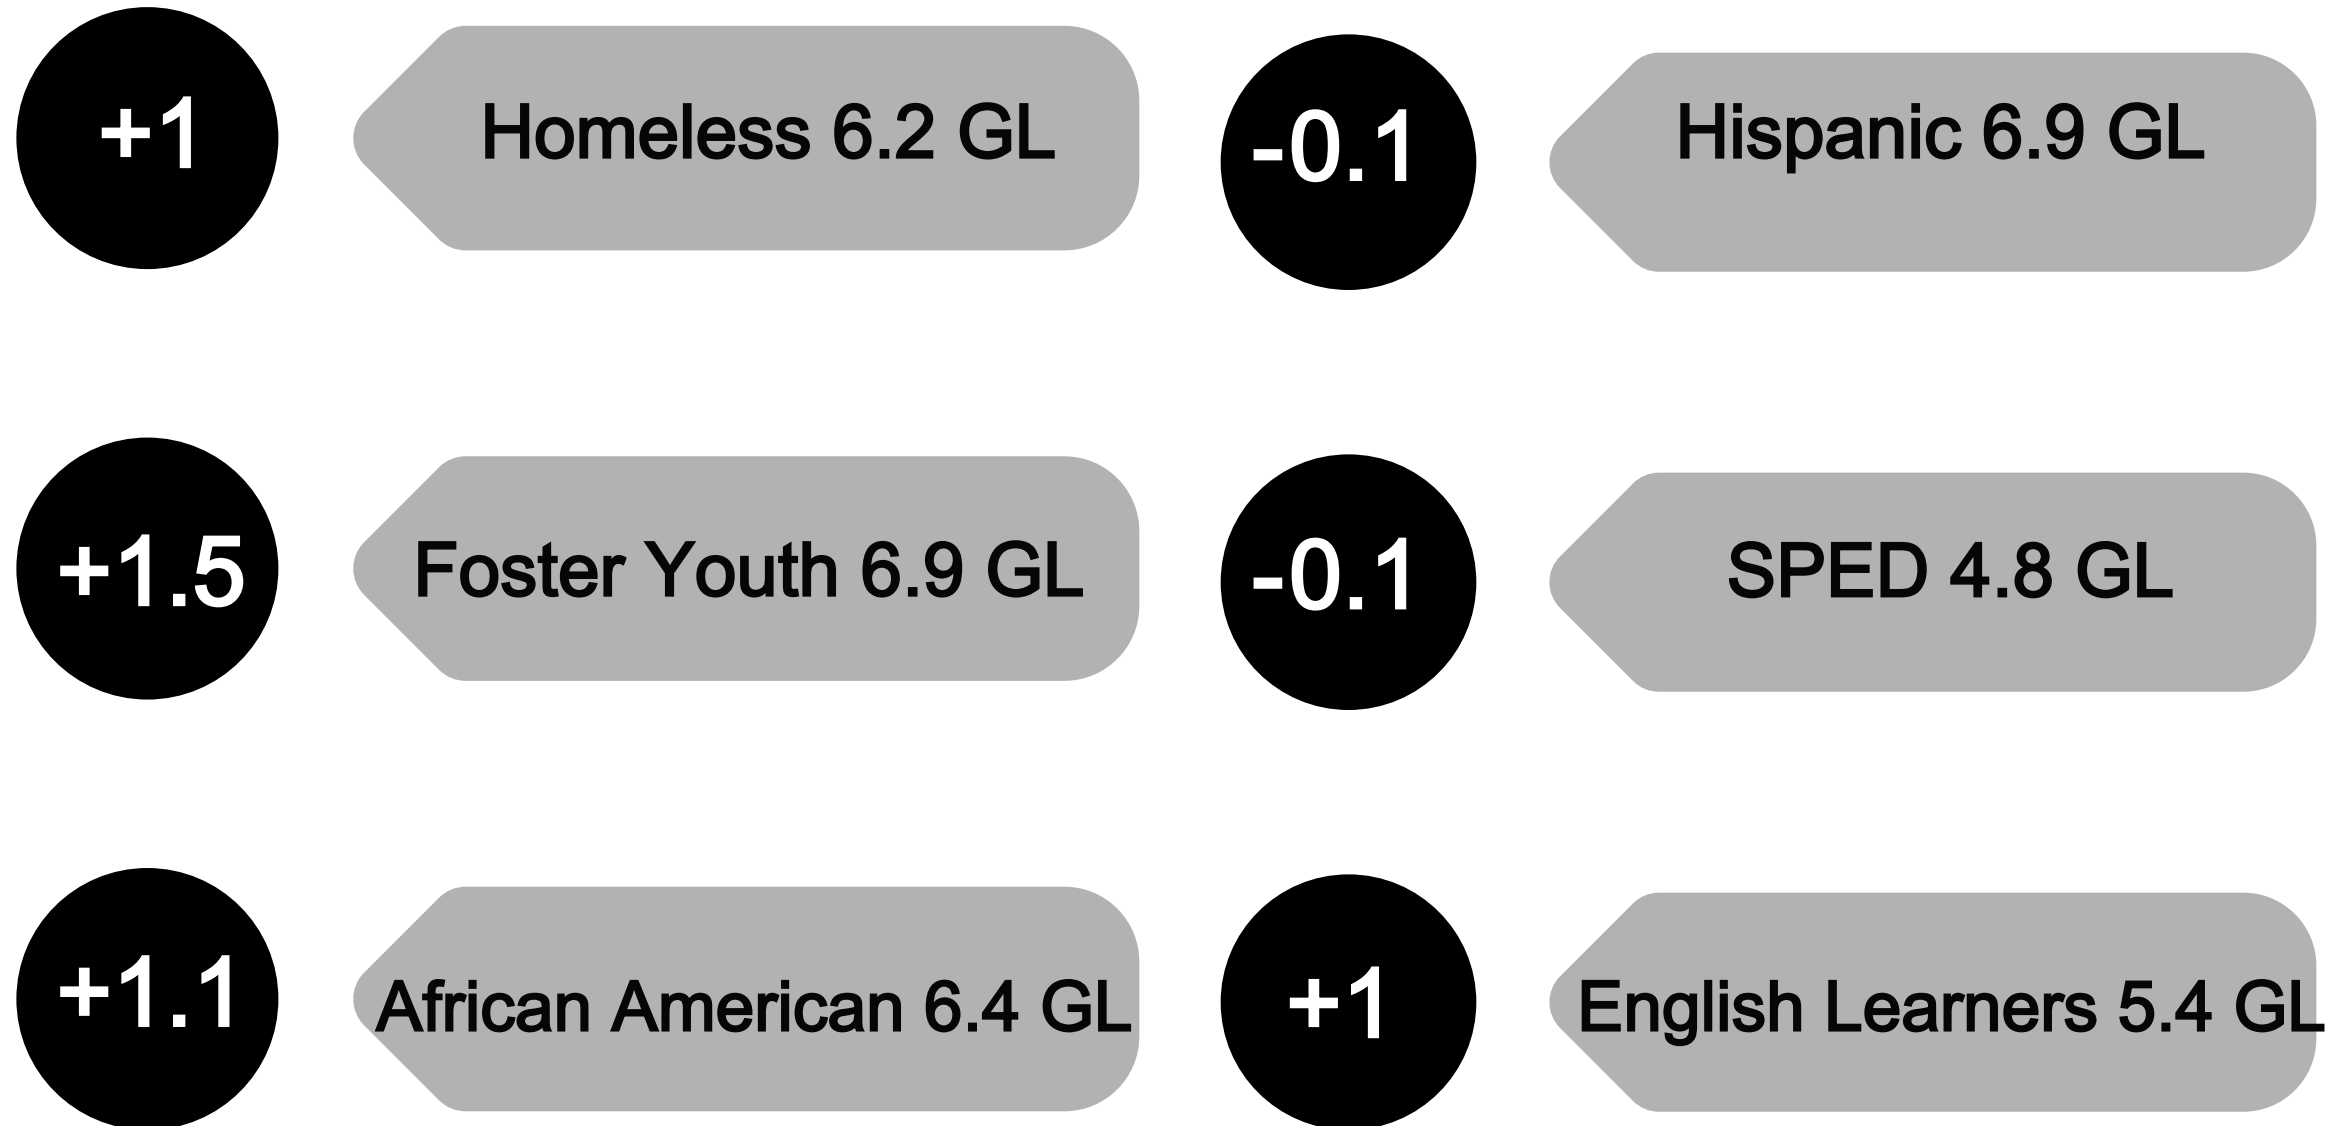 +1
Homeless 6.2 GL
-0.1
Hispanic 6.9 GL
+1.5
Foster Youth 6.9 GL
-0.1
SPED 4.8 GL
+1.1
African American 6.4 GL
+1
English Learners 5.4 GL